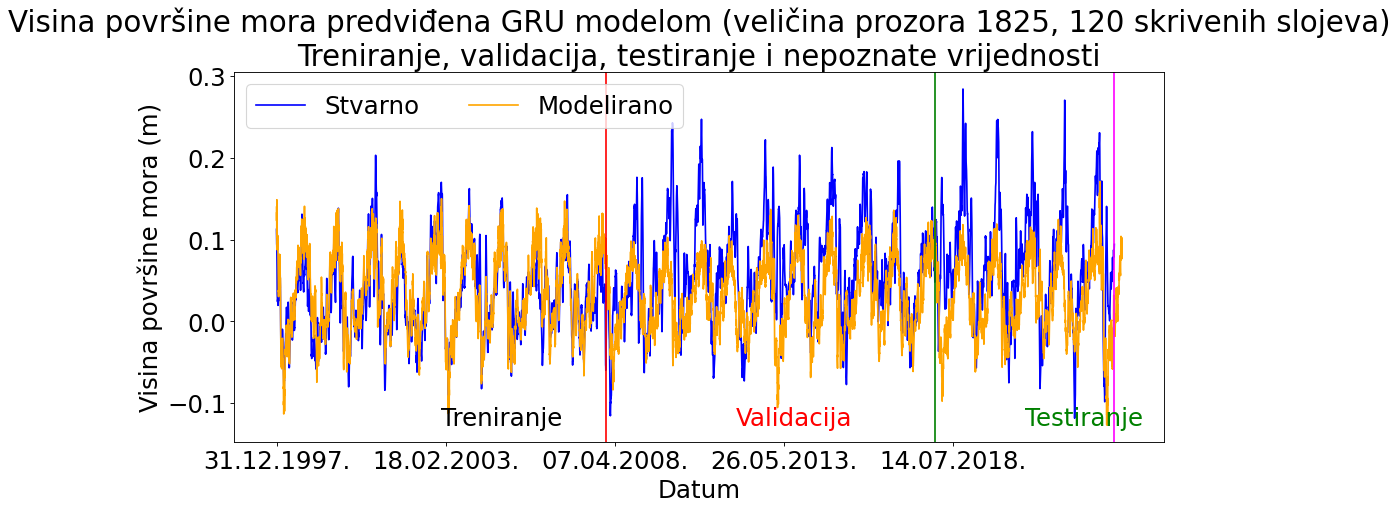 Visina površine mora predviđena GRU modelom (veličina prozora 1825, 120 skrivenih slojeva)
Treniranje, validacija, testiranje i nepoznate vrijednosti
Stvarno
Modelirano
Visina površine mora (m)
0.3
0.2
0.1
0.0
−0.1
Treniranje
Validacija
Testiranje
31.12.1997.
18.02.2003.
07.04.2008.
26.05.2013.
14.07.2018.
Datum